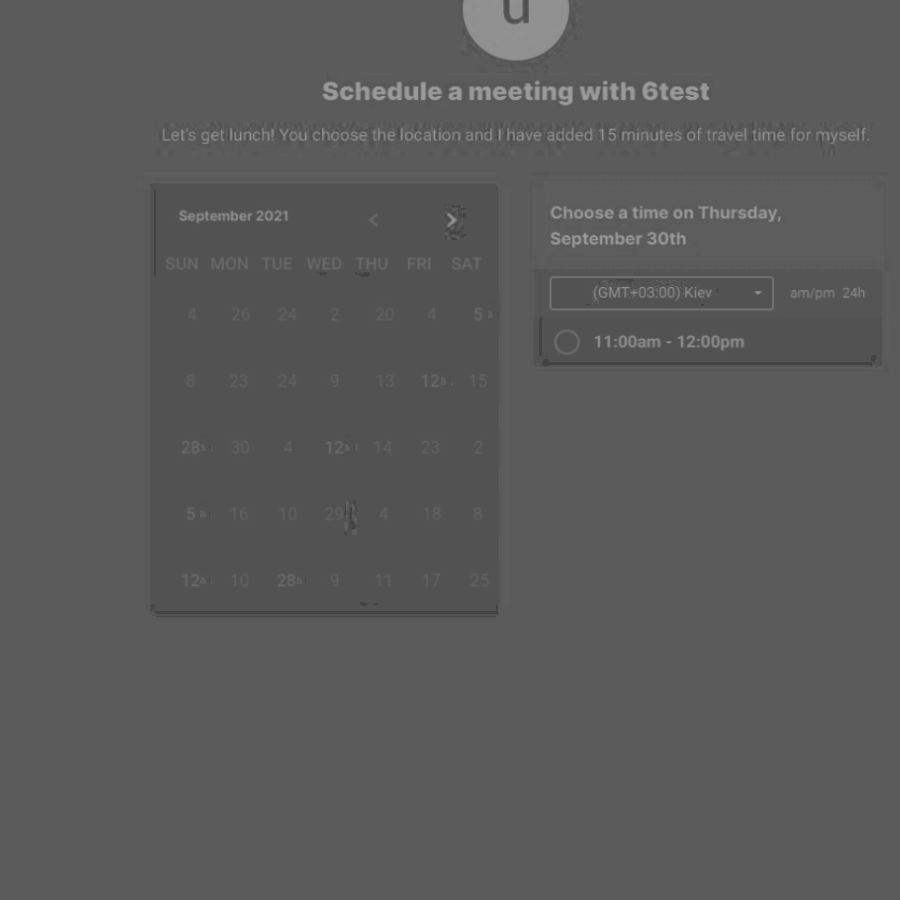 u
Schedule a meeting with 6test
Let's get lunch! You choose the location and I have added 15 minutes of travel time for myself.
September 2021
SUN MON TUE WED THU FRI SAT
4 26 24 2 20 4 5
8 23 24 9 13 12 15
28 30 4 12 14 23 2
5 16 10 29 4 18 8
12 10 28 9 11 17 25
Choose a time on Thursday,
September 30th
(GMT+03:00) Kiev am/pm 24h
11:00am - 12:00pm